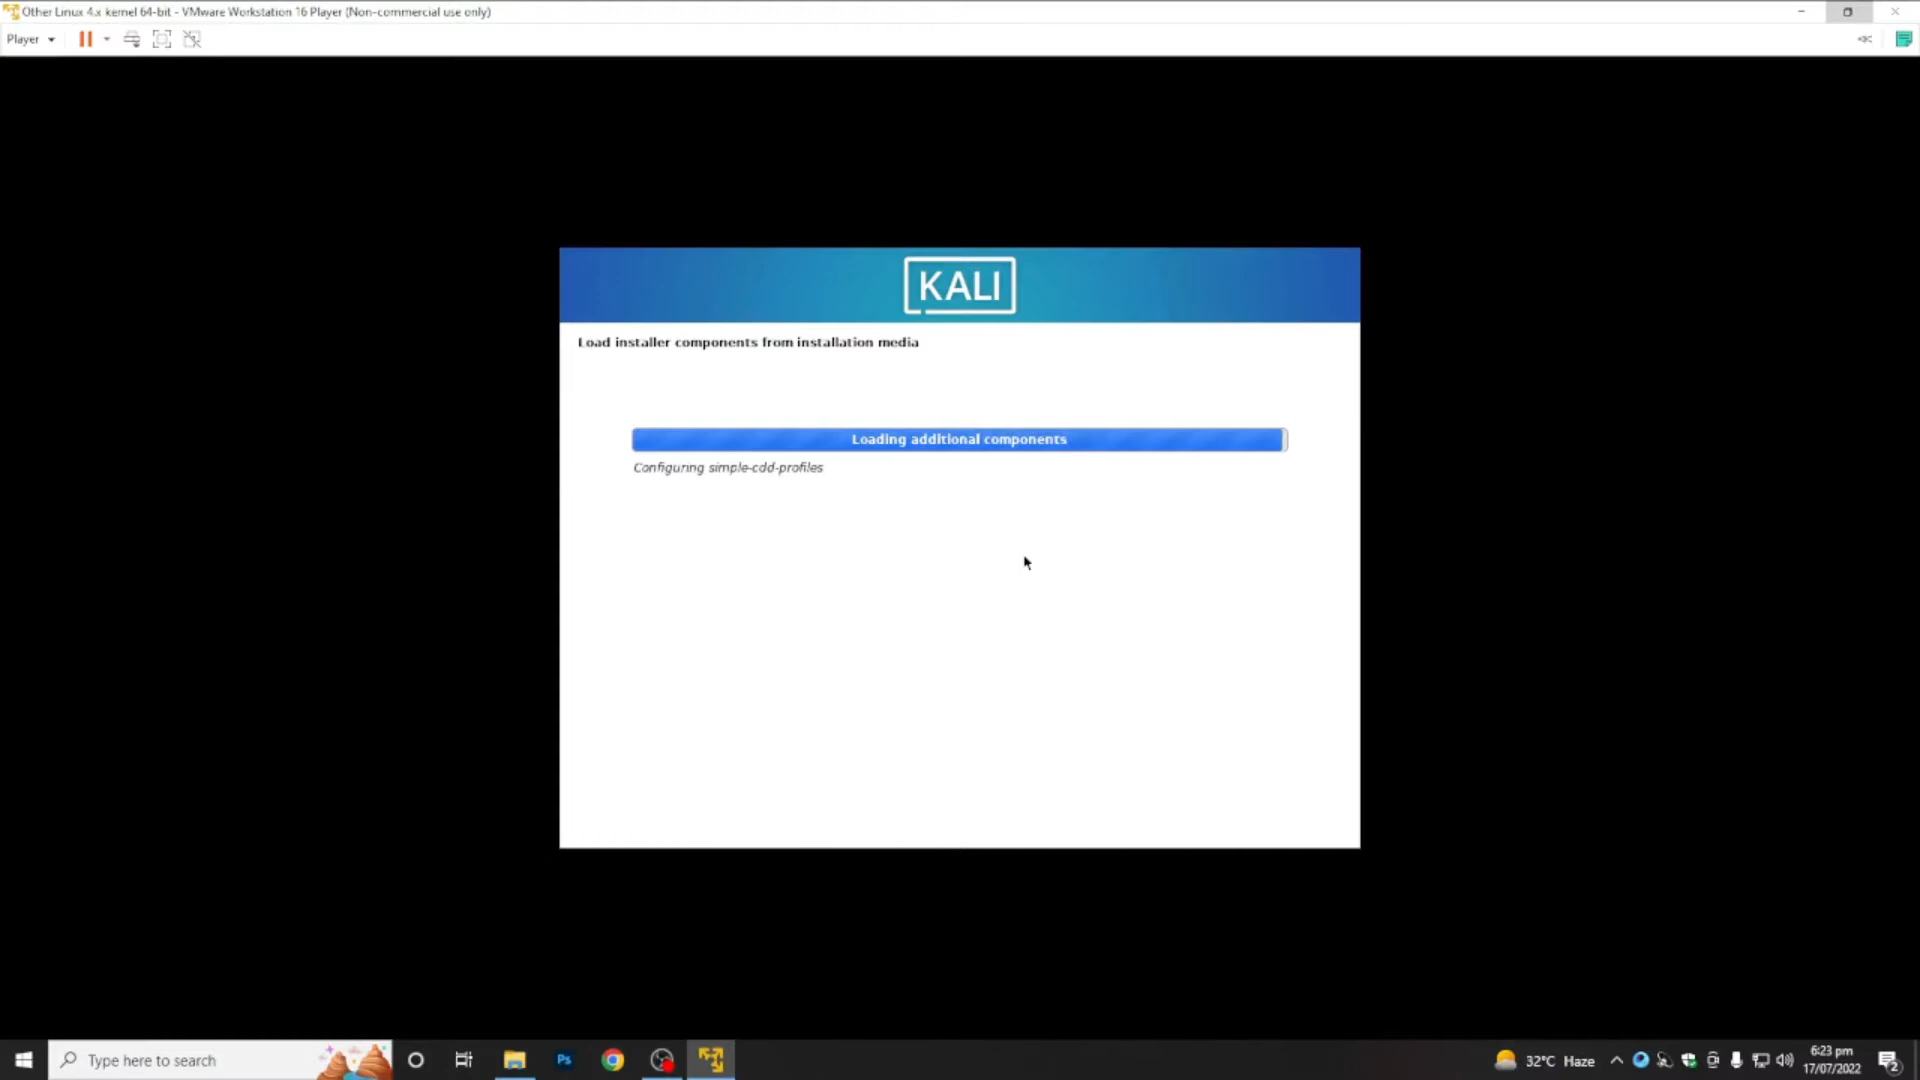 Other Linux 4.x kernel 64-bit - VMware Workstation 16 Player (Non-commercial use only)
Player
KALI
Load installer components from installation media
Loading additional components
Configuring simple-cdd-profiles
Type here to search
Ps
32°C Haze
6:23 pm
17/07/2022
2